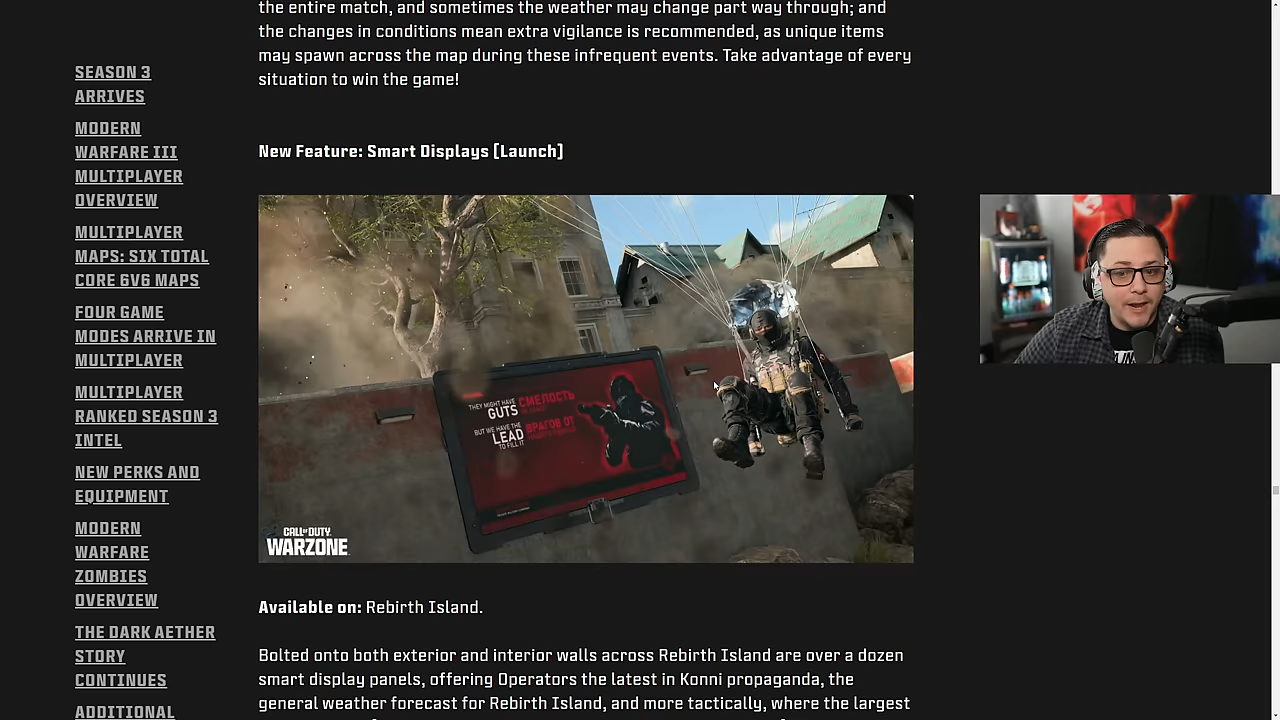 the entire match, and sometimes the weather may change part way through; and
the changes in conditions mean extra vigilance is recommended, as unique items
may spawn across the map during these infrequent events. Take advantage of every
situation to win the game!
SEASON 3
ARRIVES
MODERN
WARFARE III
MULTIPLAYER
OVERVIEW
MULTIPLAYER
MAPS: SIX TOTAL
CORE 6V6 MAPS
FOUR GAME
MODES ARRIVE IN
MULTIPLAYER
MULTIPLAYER
RANKED SEASON 3
INTEL
NEW PERKS AND
EQUIPMENT
MODERN
WARFARE
ZOMBIES
OVERVIEW
THE DARK AETHER
STORY
CONTINUES
ADDITIONAL
New Feature: Smart Displays [Launch]
THEY MIGHT HAVE
GUTS
СМЕЛОСТЬ
BUT WE HAVE THE
LEAD
TO FILL IT
ВРАГОВ ОТ
CALL OF DUTY
WARZONE
Available on: Rebirth Island.
Bolted onto both exterior and interior walls across Rebirth Island are over a dozen
smart display panels, offering Operators the latest in Konni propaganda, the
general weather forecast for Rebirth Island, and more tactically, where the largest